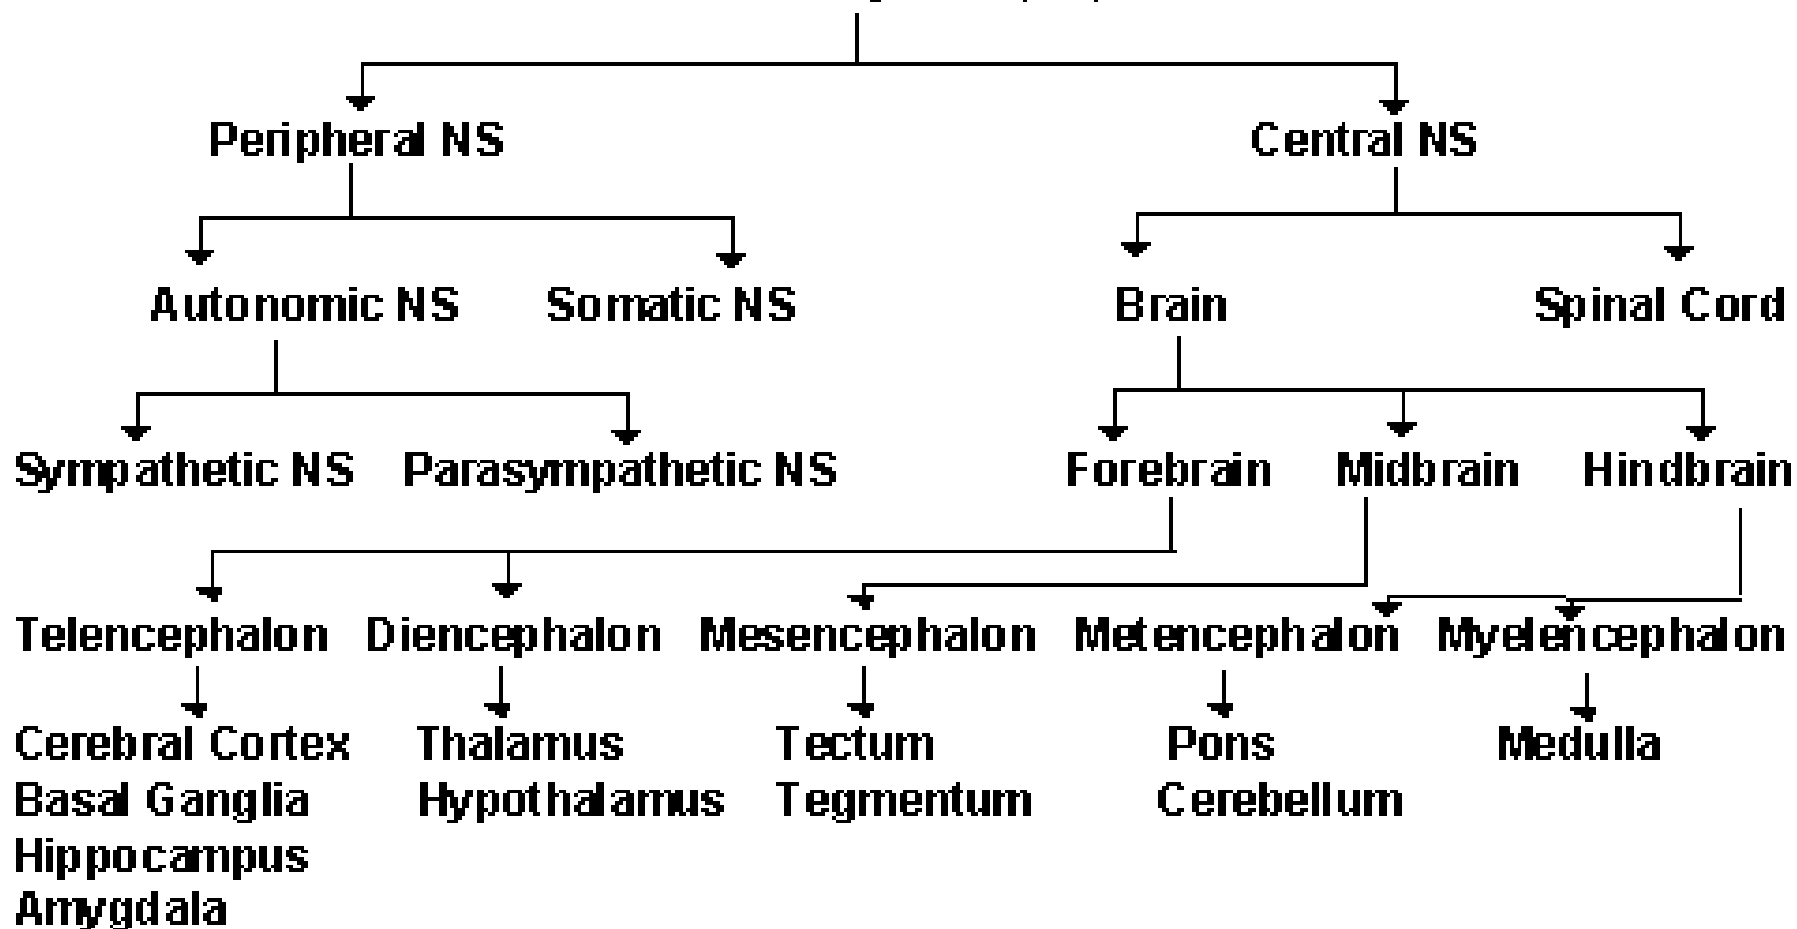 Peripheral NS Central NS
Autonomic NS Somatic NS Brain Spinal Cord
Sympathetic NS Parasympathetic NS Forebrain Midbrain Hindbrain
Telencephalon Diencephalon Mesencephalon Metencephalon Myelencephalon
Cerebral Cortex Thalamus Tectum Pons Medulla
Basal Ganglia Hypothalamus Tegmentum Cerebellum
Hippocampus
Amygdala